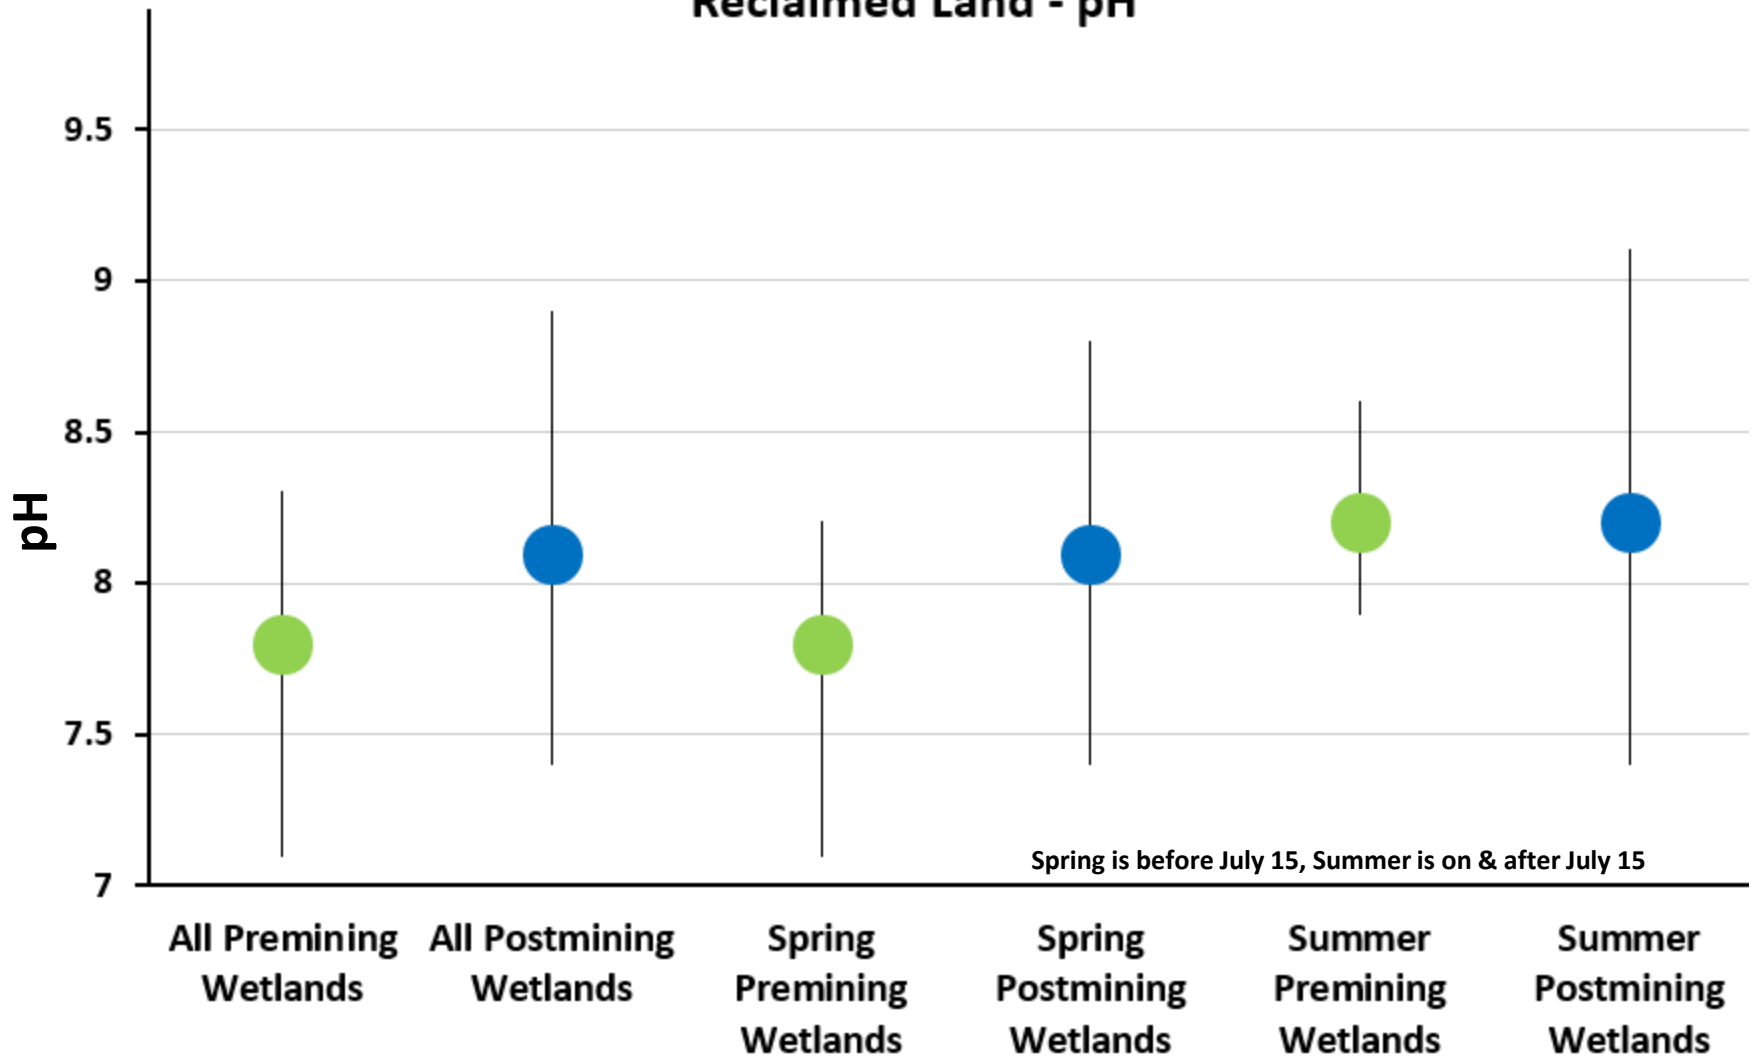 Reclaimed Land - pH
9.5
9
8.5
8
7.5
7
pH
Spring is before July 15, Summer is on & after July 15
All Premining
Wetlands
All Postmining
Wetlands
Spring
Premining
Wetlands
Spring
Postmining
Wetlands
Summer
Premining
Wetlands
Summer
Postmining
Wetlands